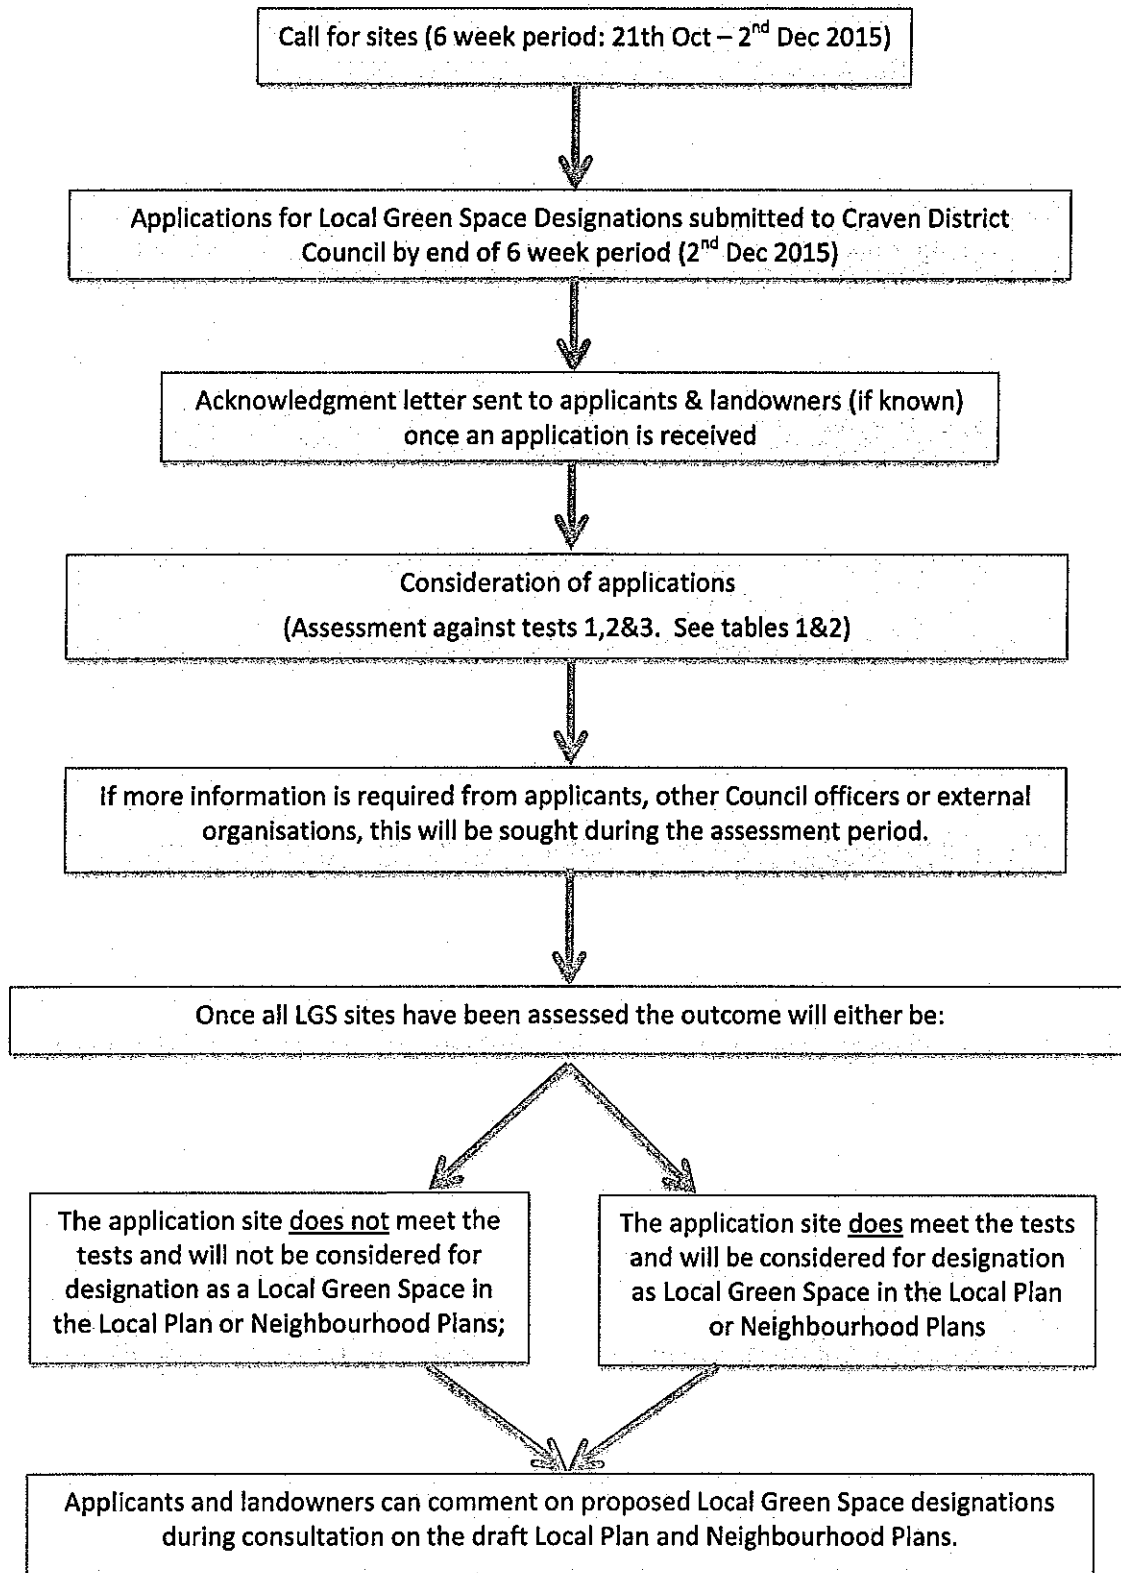 Call for sites (6 week period: 21th Oct – 2nd Dec 2015)
Applications for Local Green Space Designations submitted to Craven District
Council by end of 6 week period (2nd Dec 2015)
Acknowledgment letter sent to applicants & landowners (if known)
once an application is received
Consideration of applications
(Assessment against tests 1,2&3. See tables 1&2)
If more information is required from applicants, other Council officers or external
organisations, this will be sought during the assessment period.
Once all LGS sites have been assessed the outcome will either be:
The application site does not meet the
tests and will not be considered for
designation as a Local Green Space in
the Local Plan or Neighbourhood Plans;
The application site does meet the tests
and will be considered for designation
as Local Green Space in the Local Plan
or Neighbourhood Plans
Applicants and landowners can comment on proposed Local Green Space designations
during consultation on the draft Local Plan and Neighbourhood Plans.